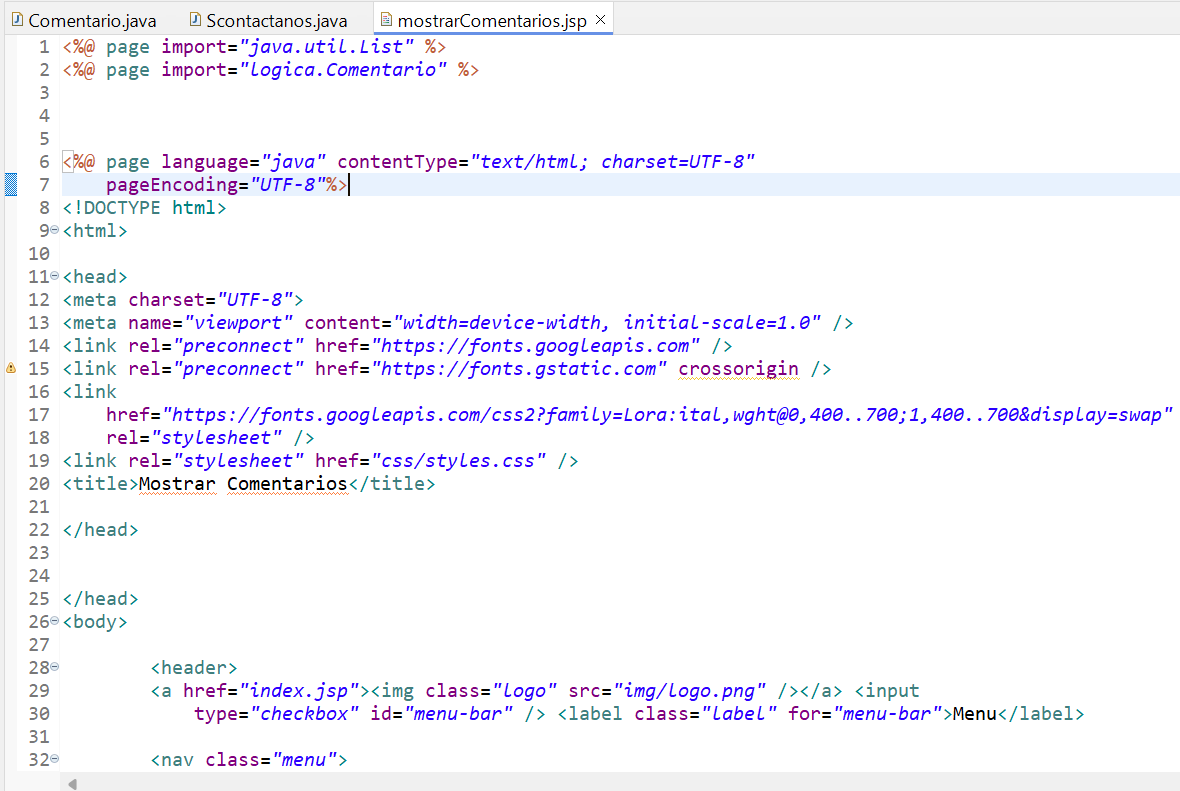 Comentario.java Scontactanos.java mostrarComentarios.jsp
1 <%@ page import="java.util.List" %>
2 <%@ page import="logica.Comentario" %>
3
4
5
6 <%@ page language="java" contentType="text/html; charset=UTF-8"
7     pageEncoding="UTF-8"%>
8 <!DOCTYPE html>
9 <html>
10
11 <head>
12 <meta charset="UTF-8">
13 <meta name="viewport" content="width=device-width, initial-scale=1.0" />
14 <link rel="preconnect" href="https://fonts.googleapis.com" />
15 <link rel="preconnect" href="https://fonts.gstatic.com" crossorigin />
16 <link
17     href="https://fonts.googleapis.com/css2?family=Lora:ital,wght@0,400..700;1,400..700&display=swap"
18     rel="stylesheet" />
19 <link rel="stylesheet" href="css/styles.css" />
20 <title>Mostrar Comentarios</title>
21
22 </head>
23
24
25 </head>
26 <body>
27
28         <header>
29         <a href="index.jsp"><img class="logo" src="img/logo.png" /></a> <input
30             type="checkbox" id="menu-bar" /> <label class="label" for="menu-bar">Menu</label>
31
32         <nav class="menu">